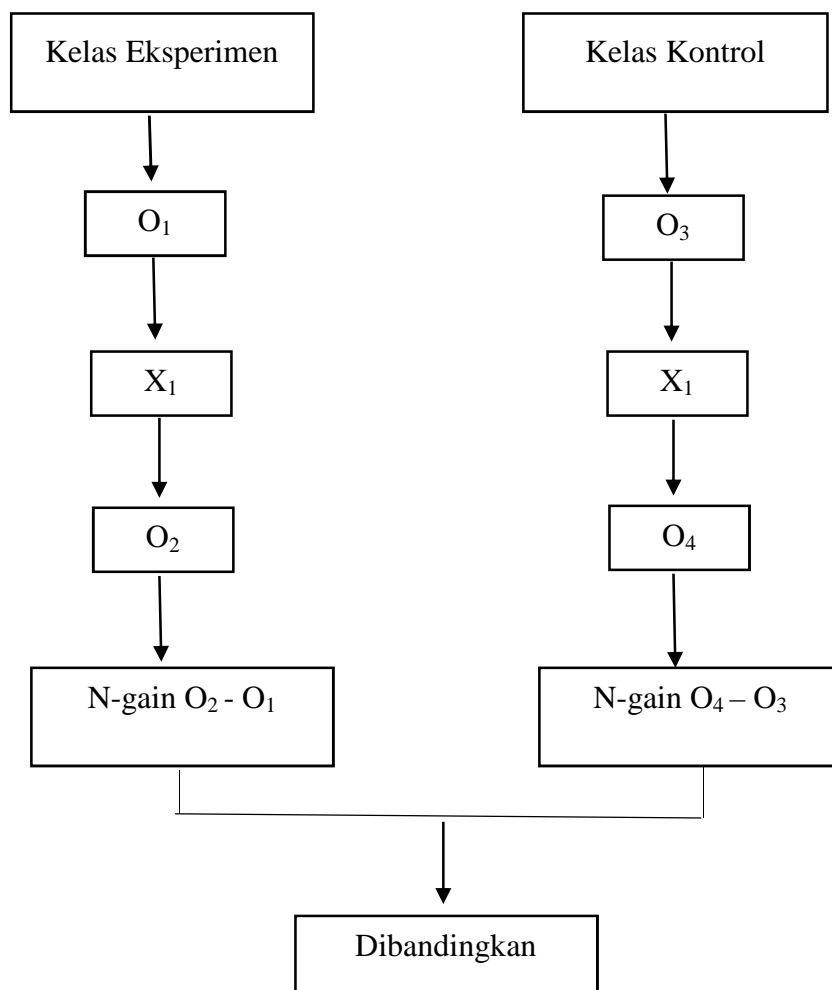 Kelas Eksperimen
Kelas Kontrol
O₁
O₃
X₁
X₁
O₂
O₄
N-gain O₂ - O₁
N-gain O₄ – O₃
Dibandingkan